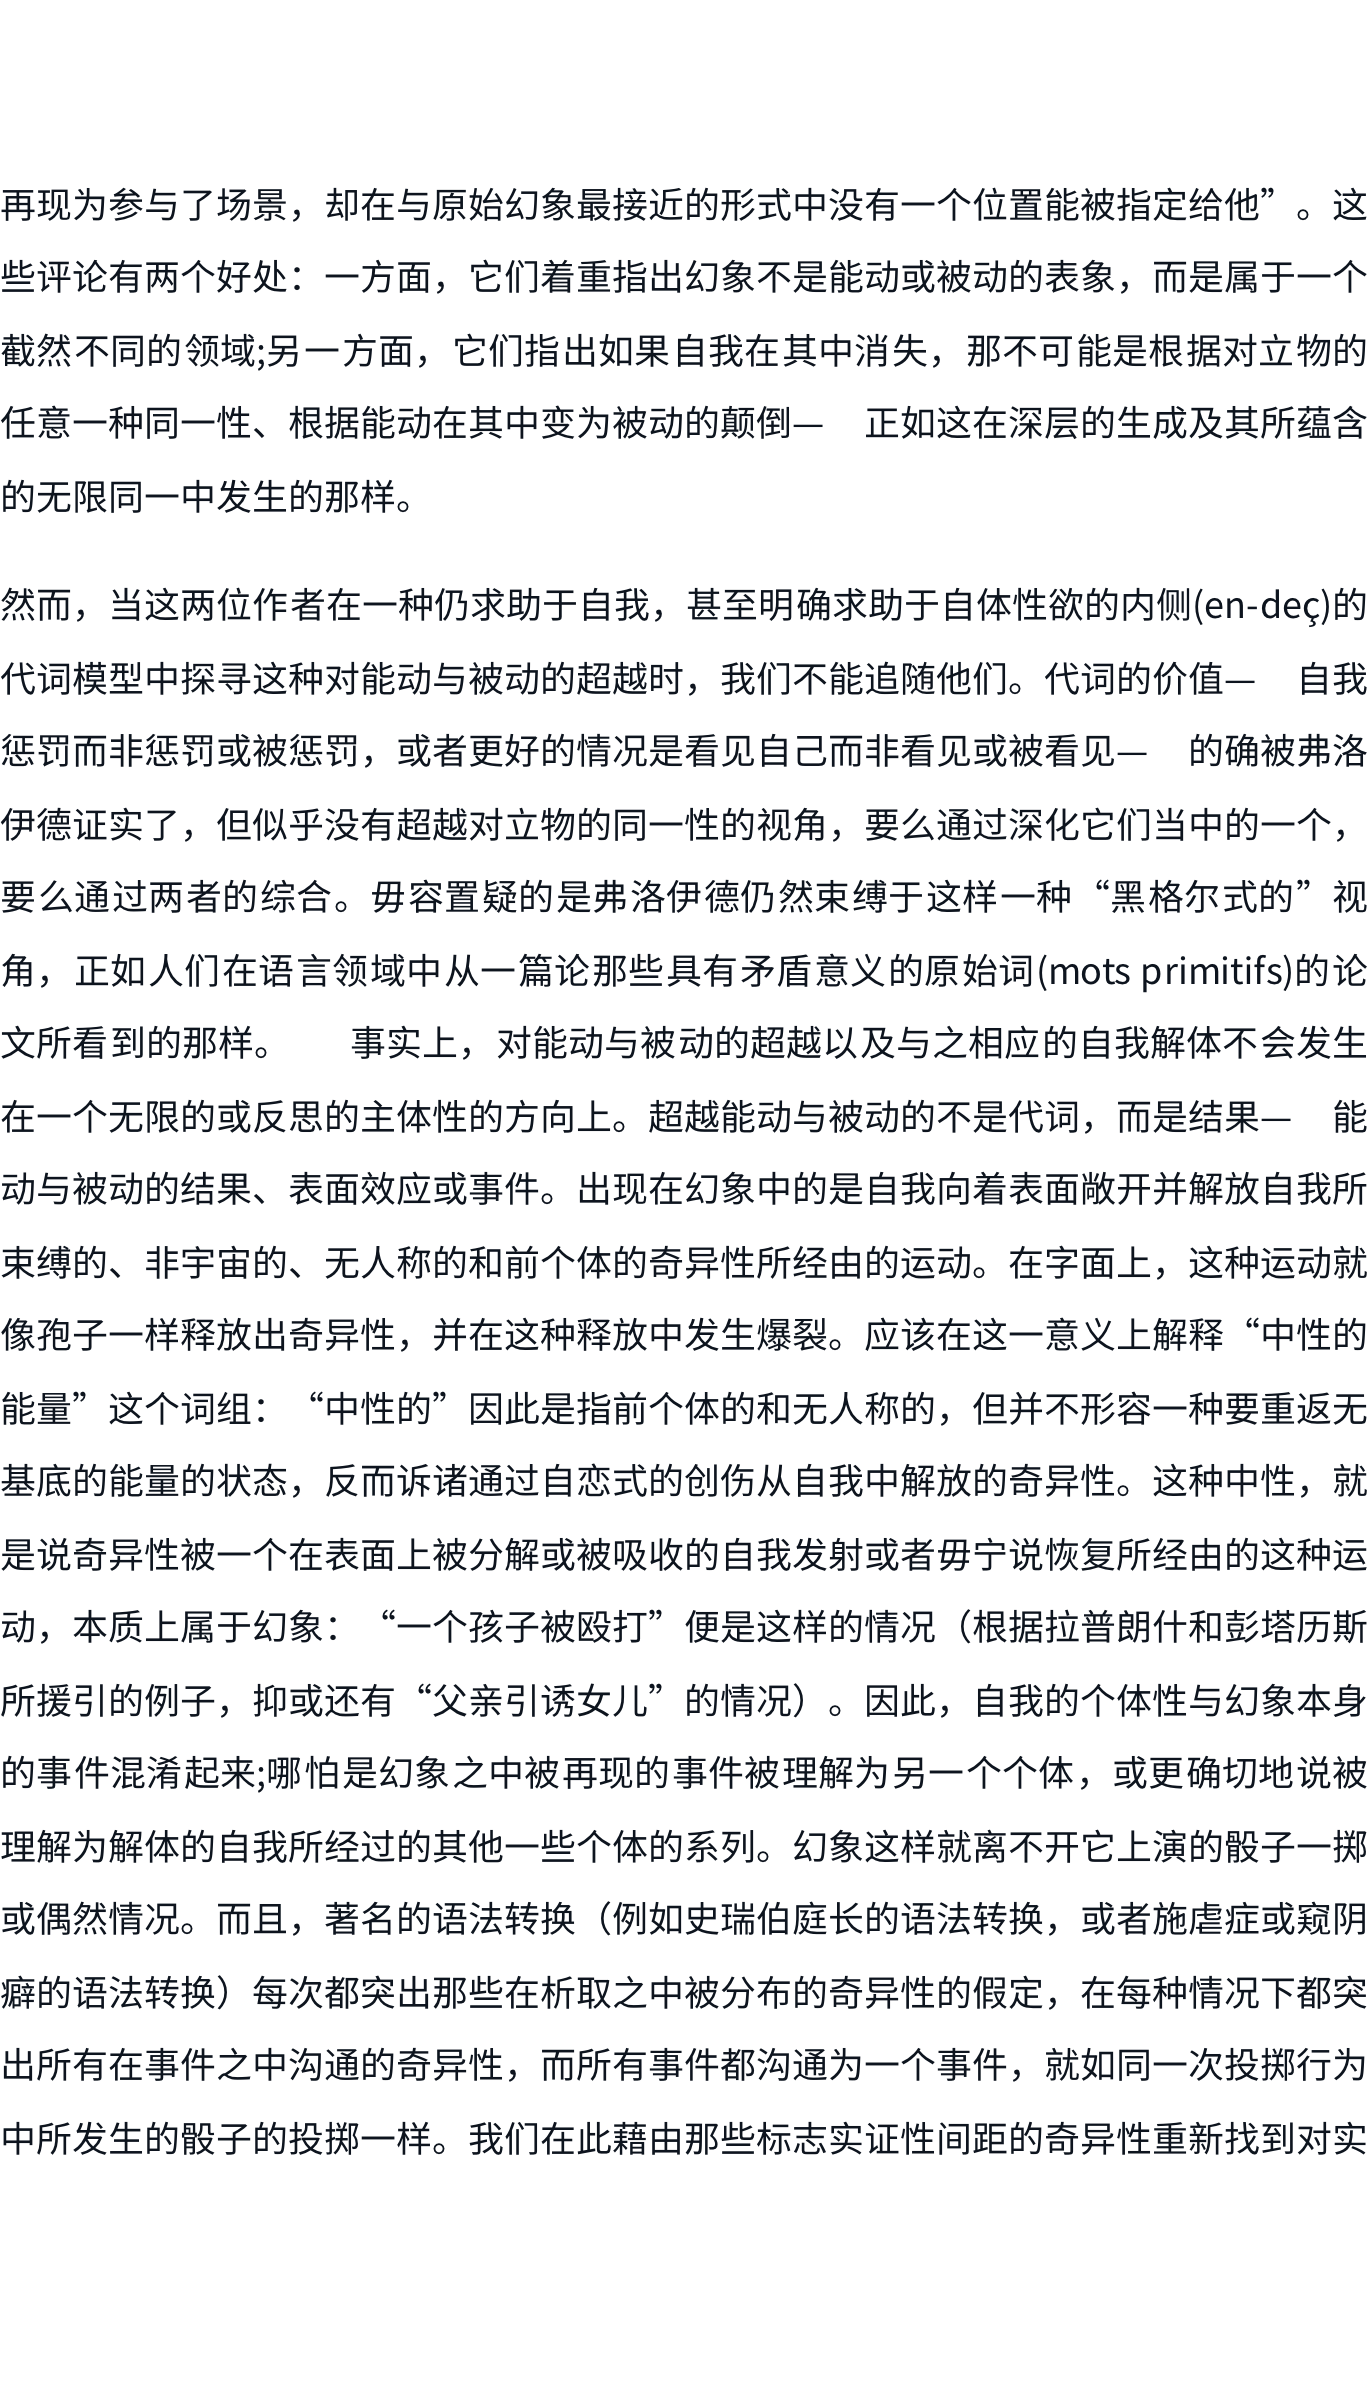 再现为参与了场景，却在与原始幻象最接近的形式中没有一个位置能被指定给他”。这
些评论有两个好处：一方面，它们着重指出幻象不是能动或被动的表象，而是属于一个
截然不同的领域;另一方面，它们指出如果自我在其中消失，那不可能是根据对立物的
任意一种同一性、根据能动在其中变为被动的颠倒—　正如这在深层的生成及其所蕴含
的无限同一中发生的那样。
然而，当这两位作者在一种仍求助于自我，甚至明确求助于自体性欲的内侧(en-deç)的
代词模型中探寻这种对能动与被动的超越时，我们不能追随他们。代词的价值—　自我
惩罚而非惩罚或被惩罚，或者更好的情况是看见自己而非看见或被看见—　的确被弗洛
伊德证实了，但似乎没有超越对立物的同一性的视角，要么通过深化它们当中的一个，
要么通过两者的综合。毋容置疑的是弗洛伊德仍然束缚于这样一种“黑格尔式的”视
角，正如人们在语言领域中从一篇论那些具有矛盾意义的原始词(mots primitifs)的论
文所看到的那样。　　事实上，对能动与被动的超越以及与之相应的自我解体不会发生
在一个无限的或反思的主体性的方向上。超越能动与被动的不是代词，而是结果—　能
动与被动的结果、表面效应或事件。出现在幻象中的是自我向着表面敞开并解放自我所
束缚的、非宇宙的、无人称的和前个体的奇异性所经由的运动。在字面上，这种运动就
像孢子一样释放出奇异性，并在这种释放中发生爆裂。应该在这一意义上解释“中性的
能量”这个词组：“中性的”因此是指前个体的和无人称的，但并不形容一种要重返无
基底的能量的状态，反而诉诸通过自恋式的创伤从自我中解放的奇异性。这种中性，就
是说奇异性被一个在表面上被分解或被吸收的自我发射或者毋宁说恢复所经由的这种运
动，本质上属于幻象：“一个孩子被殴打”便是这样的情况（根据拉普朗什和彭塔历斯
所援引的例子，抑或还有“父亲引诱女儿”的情况）。因此，自我的个体性与幻象本身
的事件混淆起来;哪怕是幻象之中被再现的事件被理解为另一个个体，或更确切地说被
理解为解体的自我所经过的其他一些个体的系列。幻象这样就离不开它上演的骰子一掷
或偶然情况。而且，著名的语法转换（例如史瑞伯庭长的语法转换，或者施虐症或窥阴
癖的语法转换）每次都突出那些在析取之中被分布的奇异性的假定，在每种情况下都突
出所有在事件之中沟通的奇异性，而所有事件都沟通为一个事件，就如同一次投掷行为
中所发生的骰子的投掷一样。我们在此藉由那些标志实证性间距的奇异性重新找到对实